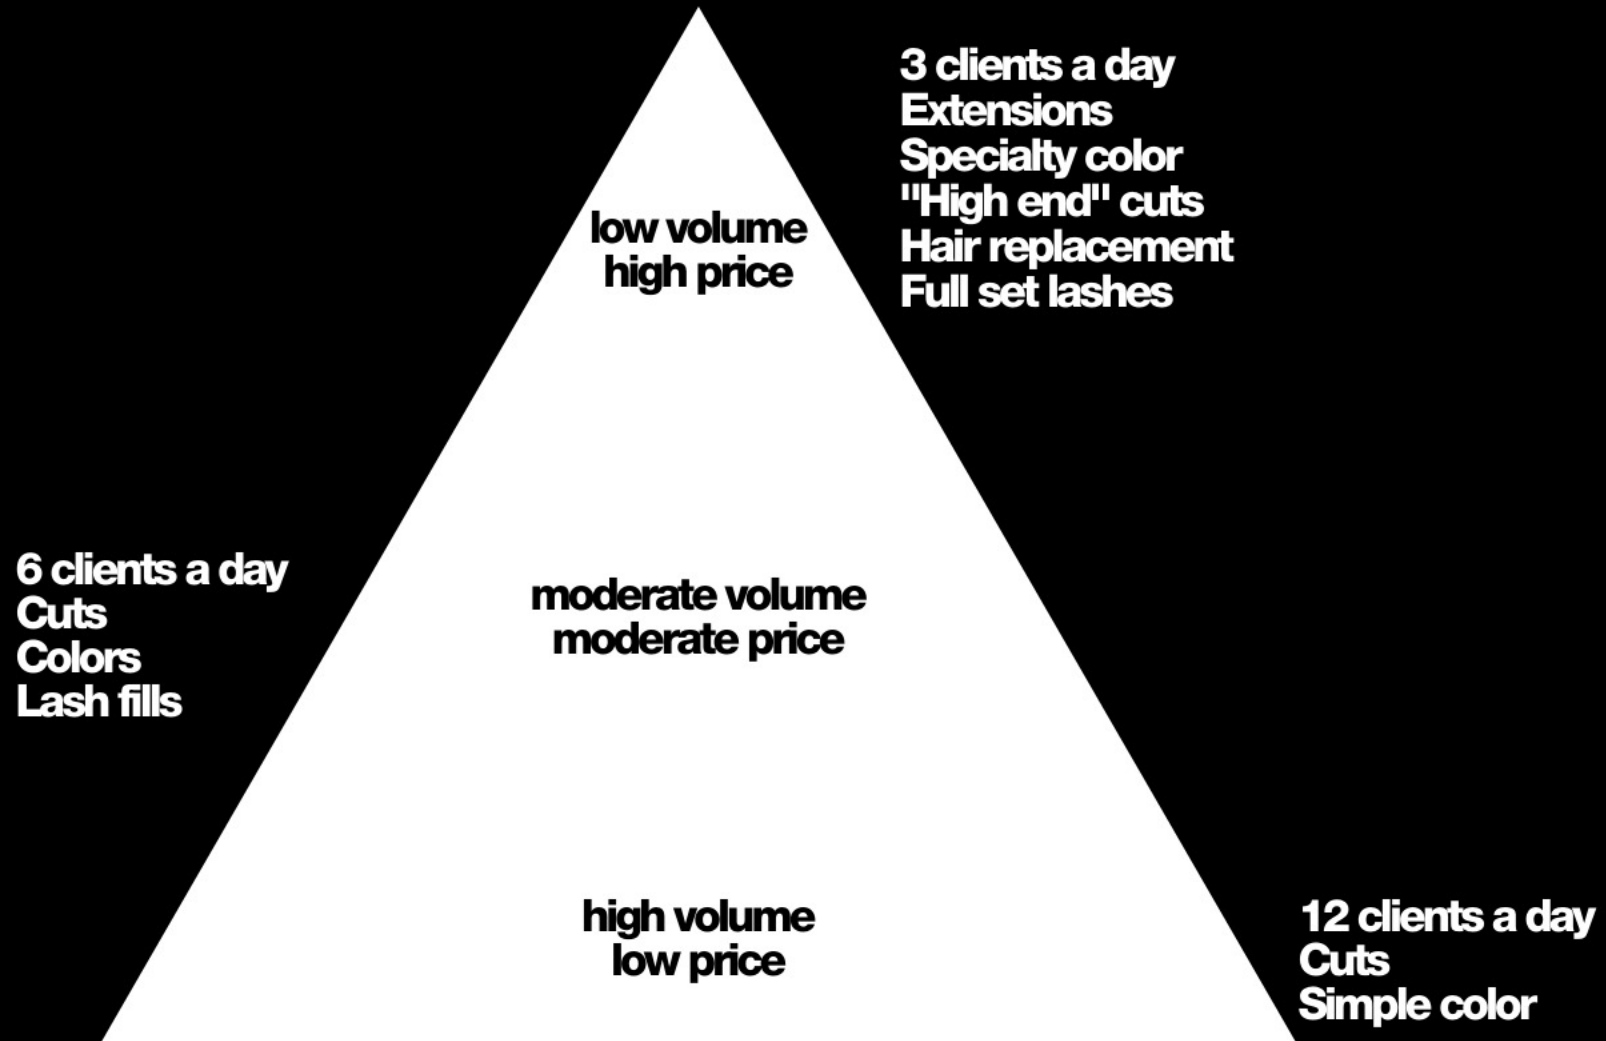 3 clients a day
Extensions
Specialty color
"High end" cuts
Hair replacement
Full set lashes
low volume
high price
6 clients a day
Cuts
Colors
Lash fills
moderate volume
moderate price
high volume
low price
12 clients a day
Cuts
Simple color